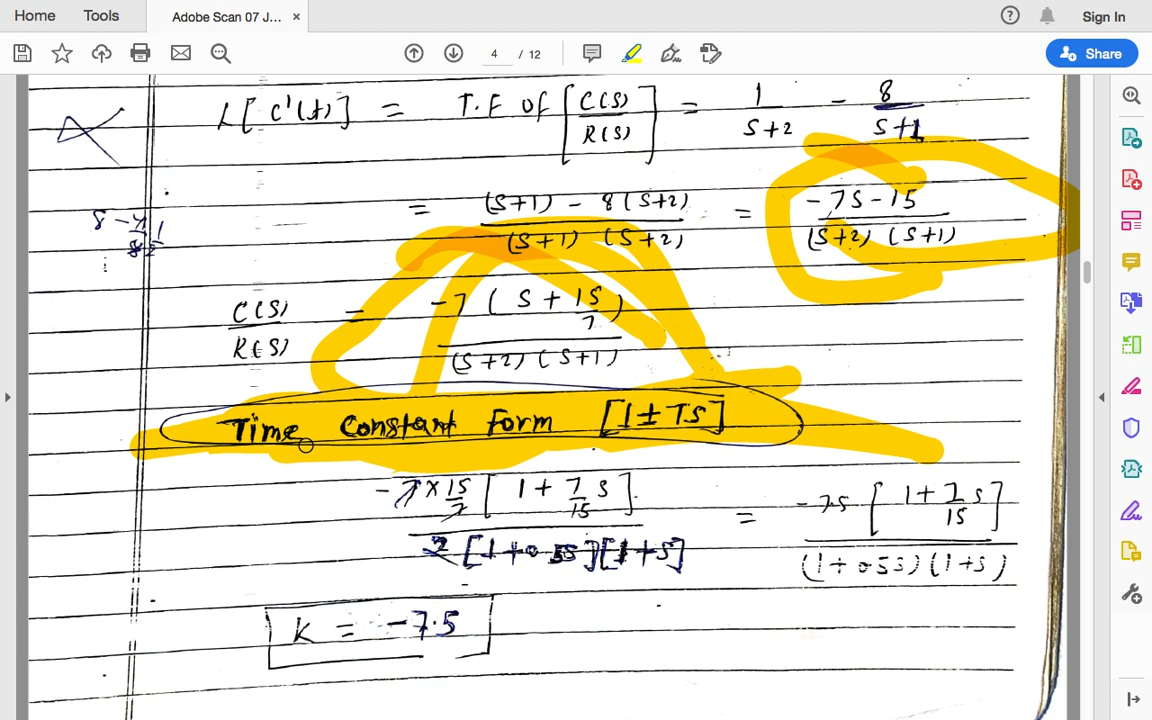 Home Tools Adobe Scan 07 J... × Sign In
4 / 12 Share
L[C'(t)] = T.F OF [C(S)/R(S)] = 1/(S+2) - 8/(S+1)
= ((S+1) - 8(S+2))/((S+1) (S+2)) = (-7S-15)/((S+2) (S+1))
C(S)/R(S) = -7 (S + 15/7)/((S+2) (S+1))
Time Constant Form [1±TS]
-7×15/7 [1 + 7/15 S]/2[1+0.5S][1+S] = -7.5 [1 + 7/15 S]/(1+0.5S)(1+S)
K = -7.5